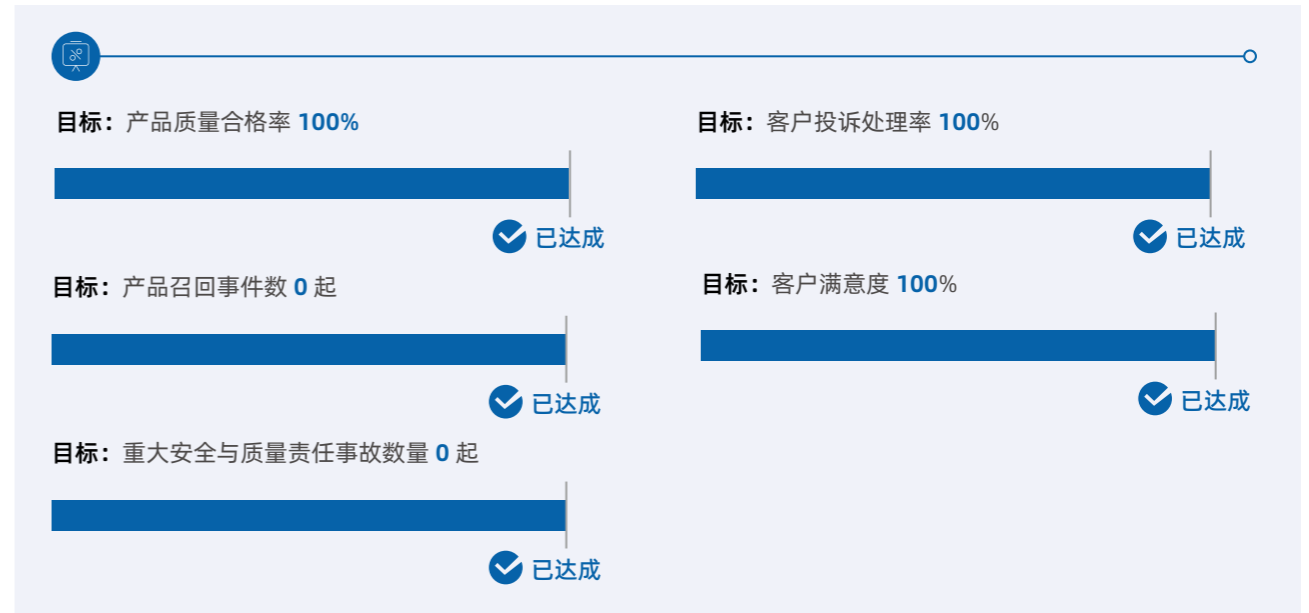 目标：产品质量合格率 100%
已达成
目标：产品召回事件数 0 起
已达成
目标：重大安全与质量责任事故数量 0 起
已达成
目标：客户投诉处理率 100%
已达成
目标：客户满意度 100%
已达成